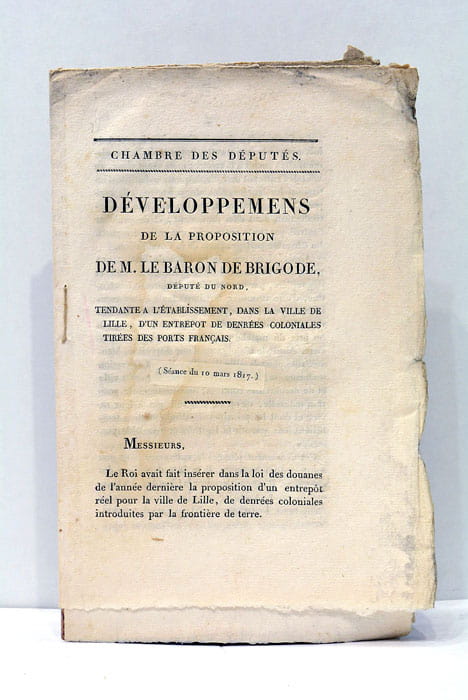 CHAMBRE DES DÉPUTÉS.
DÉVELOPPEMENS
DE LA PROPOSITION
DE M. LE BARON DE BRIGODE,
DÉPUTÉ DU NORD,
TENDANTE A L'ÉTABLISSEMENT, DANS LA VILLE DE
LILLE, D'UN ENTREPOT DE DENRÉES COLONIALES
TIRÉES DES PORTS FRANÇAIS.
(Séance du 10 mars 1817.)
MESSIEURS,
Le Roi avait fait insérer dans la loi des douanes
de l'année dernière la proposition d'un entrepôt
réel pour la ville de Lille, de denrées coloniales
introduites par la frontière de terre.